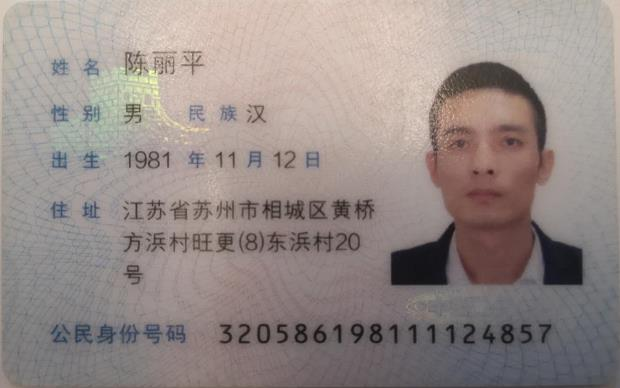 姓名 陈丽平
性别 男 民族 汉
出生 1981 年 11 月 12 日
住址 江苏省苏州市相城区黄桥
方浜村旺更(8)东浜村20
号
公民身份号码 320586198111124857